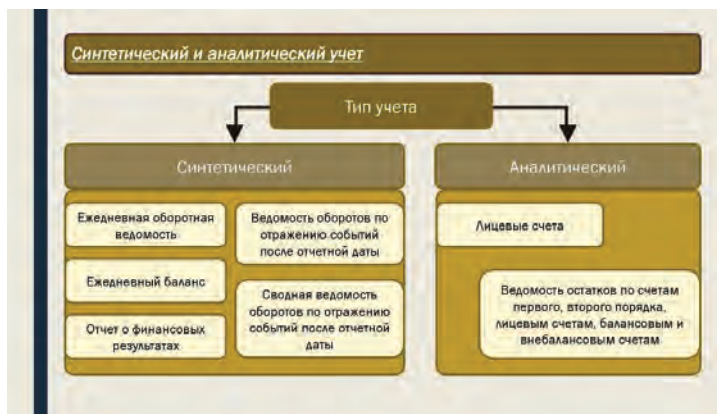 Синтетический и аналитический учет
Тип учета
Синтетический
Ежедневная оборотная
ведомость
Ежедневный баланс
Отчет о финансовых
результатах
Ведомость оборотов по
отражению событий
после отчетной даты
Сводная ведомость
оборотов по отражению
событий после отчетной
даты
Аналитический
Лицевые счета
Ведомость остатков по счетам
первого, второго порядка,
лицевым счетам, балансовым и
внебалансовым счетам